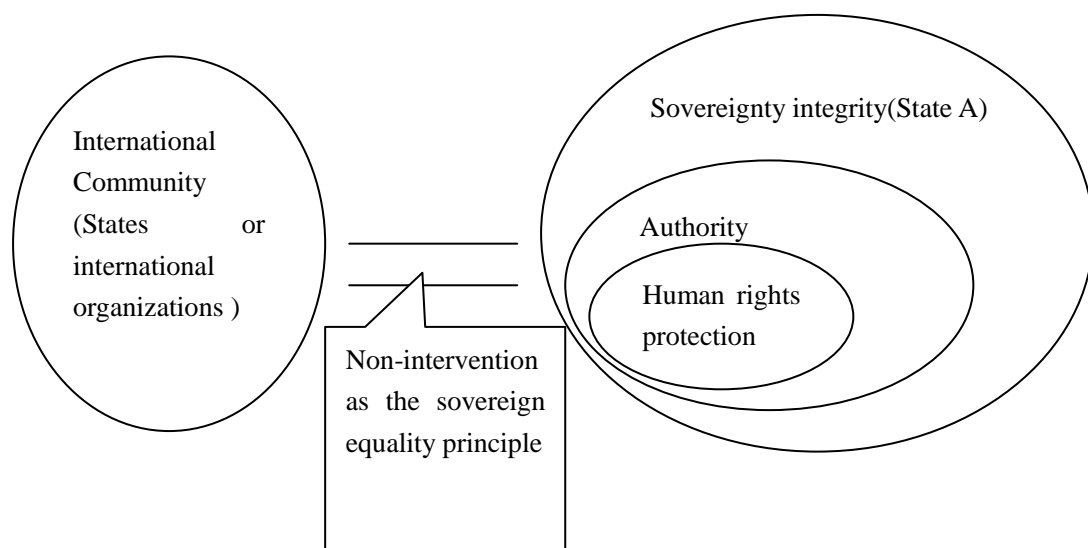 International
Community
(States or
international
organizations )
Non-intervention
as the sovereign
equality principle
Sovereignty integrity(State A)
Authority
Human rights
protection